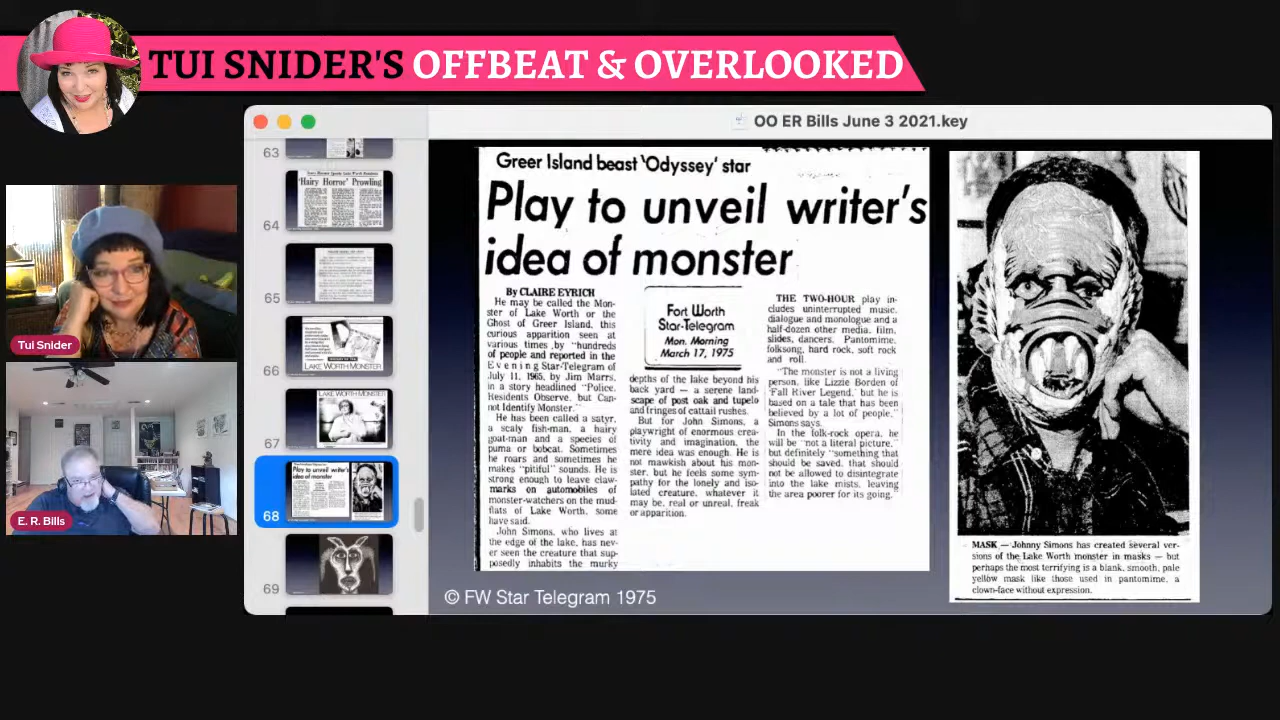 TUI SNIDER'S OFFBEAT & OVERLOOKED
OO ER Bills June 3 2021.key
63
64
'Hairy Horror' Prowling
65
66
LAKE WORTH MONSTER
67
LAKE WORTH MONSTER
68
Play to unveil writer's
idea of monster
69
Tui Snider
E. R. Bills
Greer Island beast 'Odyssey' star
Play to unveil writer's
idea of monster
By CLAIRE EYRICH
He may be called the Mon-
ster of Lake Worth or the
Ghost of Greer Island, this
curious apparition seen at
various times by "hundreds
of people and reported in the
Evening Star-Telegram of
July 11, 1965, by Jim Marrs,
in a story headlined "Police,
Residents Observe, but Can-
not Identify Monster."
He has been called a satyr,
a scaly fish-man, a hairy
goat-man and a species of
puma or bobcat. Sometimes
he roars and sometimes he
makes "pitiful" sounds. He is
strong enough to leave claw-
marks on automobiles of
monster-watchers on the mud-
flats of Lake Worth, some
have said.
John Simons, who lives at
the edge of the lake, has nev-
er seen the creature that sup-
posedly inhabits the murky
Fort Worth
Star-Telegram
Mon. Morning
March 17, 1975
depths of the lake beyond his
back yard — a serene land-
scape of post oak and tupelo
and fringes of cattail rushes.
But for John Simons, a
playwright of enormous crea-
tivity and imagination, the
mere idea was enough. He is
not mawkish about his mon-
ster, but he feels some sym-
pathy for the lonely and iso-
lated creature, whatever it
may be, real or unreal, freak
or apparition.
THE TWO-HOUR play in-
cludes uninterrupted music,
dialogue and monologue and a
half-dozen other media, film,
slides, dancers. Pantomime,
folksong, hard rock, soft rock
and roll.
"The monster is not a living
person, like Lizzie Borden of
'Fall River Legend,' but he is
based on a tale that has been
believed by a lot of people,"
Simons says.
In the folk-rock opera, he
will be "not a literal picture,"
but definitely "something that
should be saved, that should
not be allowed to disintegrate
into the lake mists, leaving
the area poorer for its going.
MASK — Johnny Simons has created several ver-
sions of the Lake Worth monster in masks — but
perhaps the most terrifying is a blank, smooth, pale
yellow mask like those used in pantomime, a
clown-face without expression.
© FW Star Telegram 1975